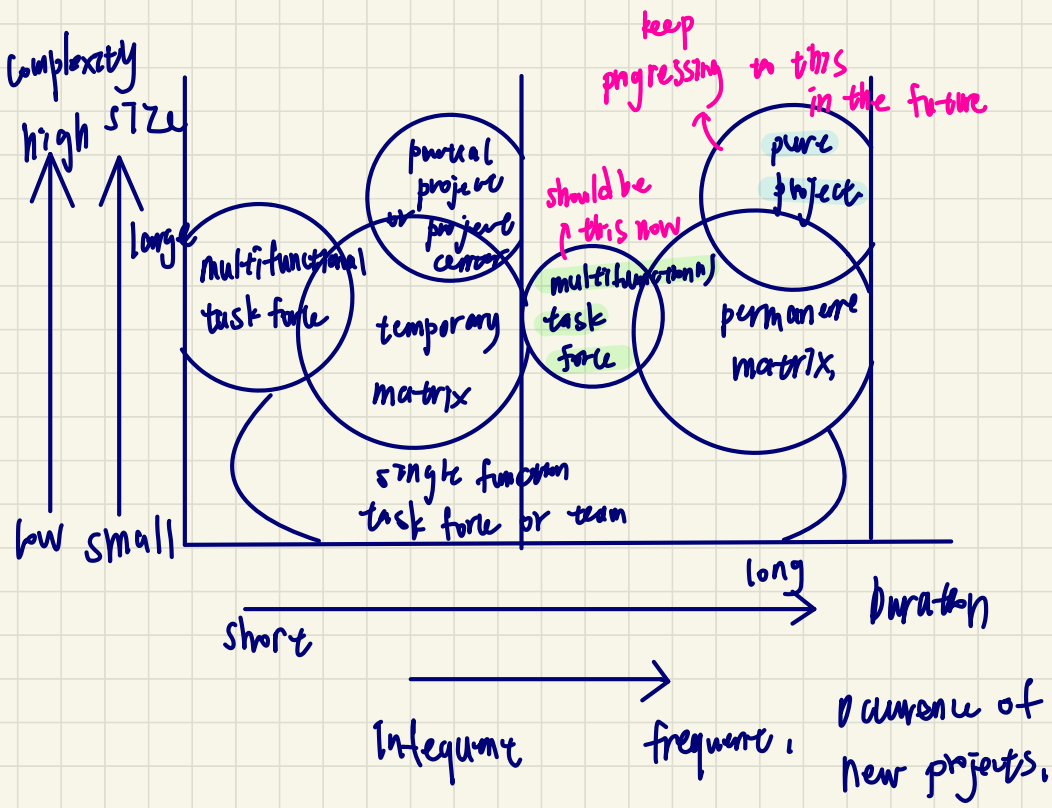 complexity
high size
large
low small
keep
progressing to this
in the future
pure
project
should be
this now
partial
project
or project
center
multifunctional
task force
temporary
matrix
multifunctional
task
force
permanent
matrix,
single function
task force or team
short
long
Duration
Infequent
frequent.
Occurence of
new projects.